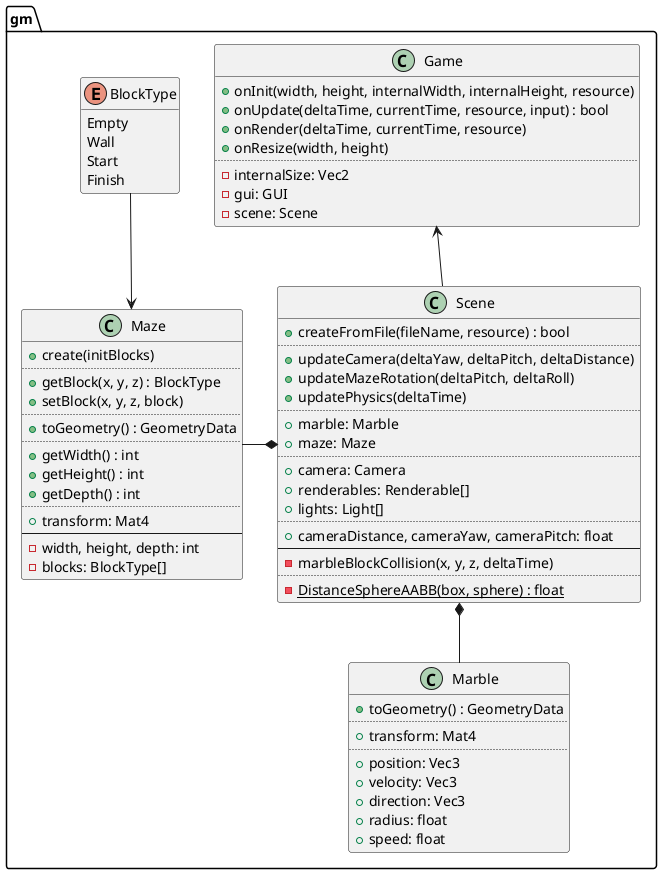 gm
E BlockType
Empty
Wall
Start
Finish
C Game
onInit(width, height, internalWidth, internalHeight, resource)
onUpdate(deltaTime, currentTime, resource, input) : bool
onRender(deltaTime, currentTime, resource)
onResize(width, height)
internalSize: Vec2
gui: GUI
scene: Scene
C Maze
create(initBlocks)
getBlock(x, y, z) : BlockType
setBlock(x, y, z, block)
toGeometry() : GeometryData
getWidth() : int
getHeight() : int
getDepth() : int
transform: Mat4
width, height, depth: int
blocks: BlockType[]
C Scene
createFromFile(fileName, resource) : bool
updateCamera(deltaYaw, deltaPitch, deltaDistance)
updateMazeRotation(deltaPitch, deltaRoll)
updatePhysics(deltaTime)
marble: Marble
maze: Maze
camera: Camera
renderables: Renderable[]
lights: Light[]
cameraDistance, cameraYaw, cameraPitch: float
marbleBlockCollision(x, y, z, deltaTime)
DistanceSphereAABB(box, sphere) : float
C Marble
toGeometry() : GeometryData
transform: Mat4
position: Vec3
velocity: Vec3
direction: Vec3
radius: float
speed: float